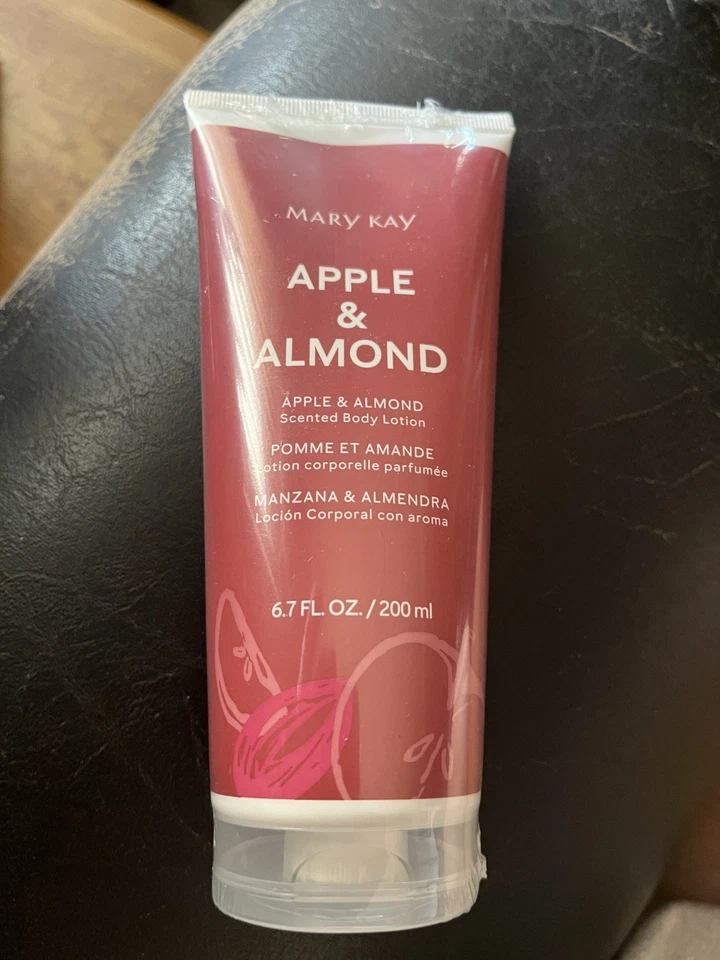 MARY KAY
APPLE
&
ALMOND
APPLE & ALMOND
Scented Body Lotion
POMME ET AMANDE
Lotion corporelle parfumée
MANZANA & ALMENDRA
Loción Corporal con aroma
6.7 FL. OZ. / 200 ml